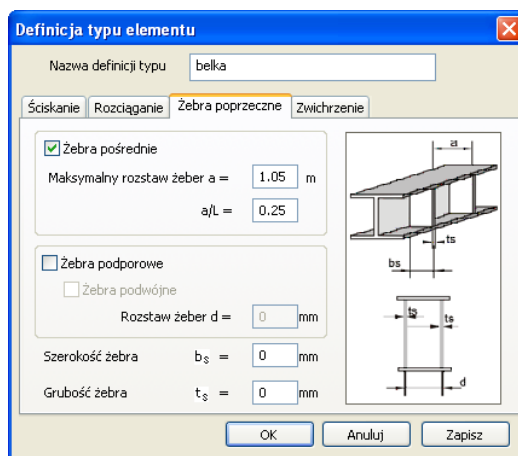 Definicja typu elementu
Nazwa definicji typu belka
Ściskanie Rozciąganie Żebra poprzeczne Zwichrzenie
Żebra pośrednie
Maksymalny rozstaw żeber a = 1.05 m
a/L = 0.25
Żebra podporowe
Żebra podwójne
Rozstaw żeber d = 0 mm
Szerokość żebra bs = 0 mm
Grubość żebra ts = 0 mm
a
ts
bs
ts ts
d
OK Anuluj Zapisz